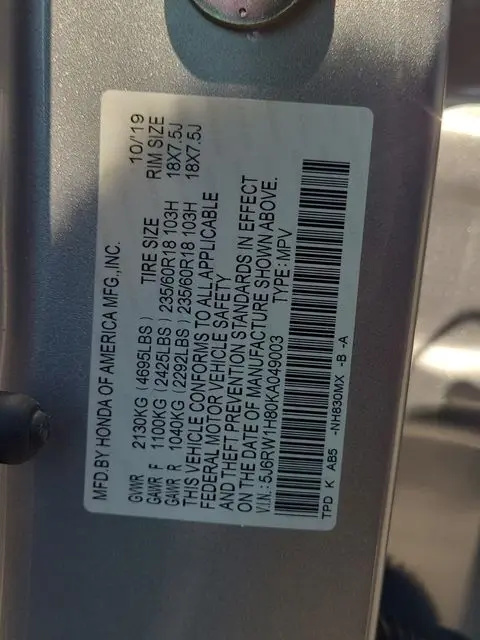 MFD.BY HONDA OF AMERICA MFG.,INC. 10/'19
GVWR 2130KG (4695LBS) TIRE SIZE RIM SIZE
GAWR F 1100KG (2425LBS) 235/60R18 103H 18X7.5J
GAWR R 1040KG (2292LBS) 235/60R18 103H 18X7.5J
THIS VEHICLE CONFORMS TO ALL APPLICABLE
FEDERAL MOTOR VEHICLE SAFETY
AND THEFT PREVENTION STANDARDS IN EFFECT
ON THE DATE OF MANUFACTURE SHOWN ABOVE.
V.I.N.: 5J6RW1H80KA049003 TYPE: MPV
TPD K AB5 -NH830MX -B -A